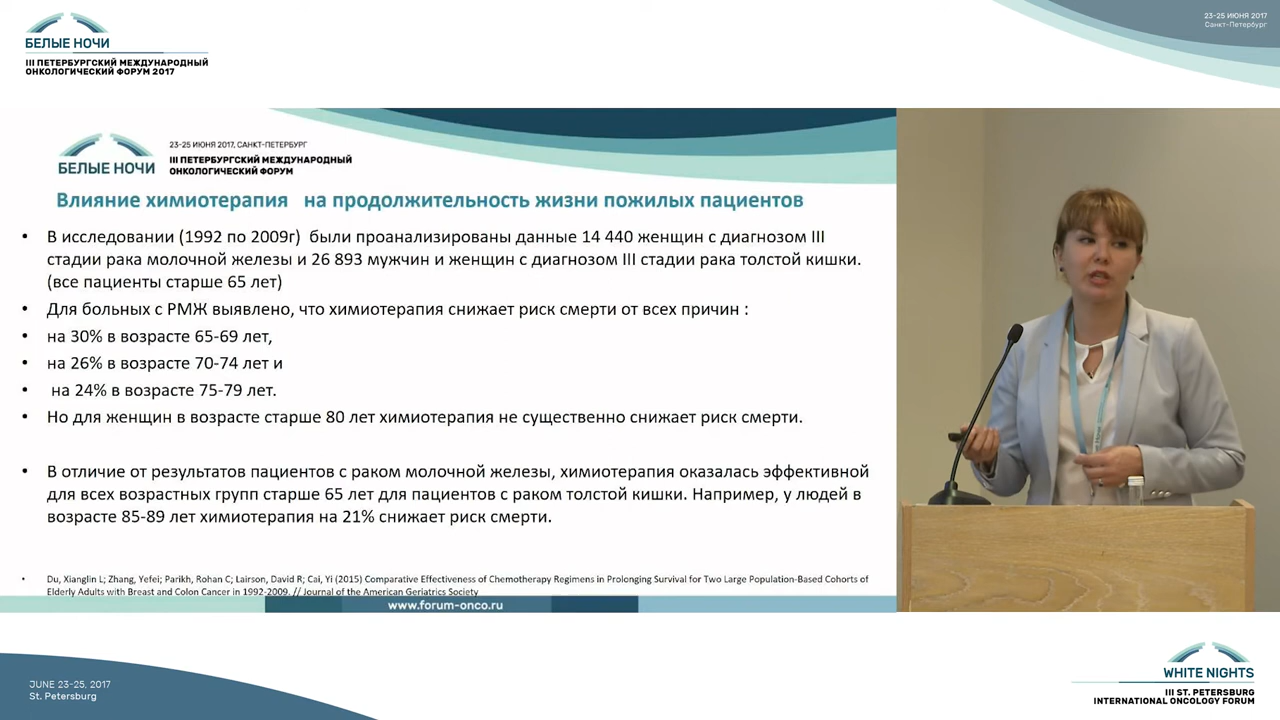 БЕЛЫЕ НОЧИ
III ПЕТЕРБУРГСКИЙ МЕЖДУНАРОДНЫЙ
ОНКОЛОГИЧЕСКИЙ ФОРУМ 2017
23-25 ИЮНЯ 2017
Санкт-Петербург
БЕЛЫЕ НОЧИ
23-25 ИЮНЯ 2017, САНКТ-ПЕТЕРБУРГ
III ПЕТЕРБУРГСКИЙ МЕЖДУНАРОДНЫЙ
ОНКОЛОГИЧЕСКИЙ ФОРУМ
Влияние химиотерапия на продолжительность жизни пожилых пациентов
• В исследовании (1992 по 2009г) были проанализированы данные 14 440 женщин с диагнозом III
стадии рака молочной железы и 26 893 мужчин и женщин с диагнозом III стадии рака толстой кишки.
(все пациенты старше 65 лет)
• Для больных с РМЖ выявлено, что химиотерапия снижает риск смерти от всех причин :
• на 30% в возрасте 65-69 лет,
• на 26% в возрасте 70-74 лет и
• на 24% в возрасте 75-79 лет.
• Но для женщин в возрасте старше 80 лет химиотерапия не существенно снижает риск смерти.
• В отличие от результатов пациентов с раком молочной железы, химиотерапия оказалась эффективной
для всех возрастных групп старше 65 лет для пациентов с раком толстой кишки. Например, у людей в
возрасте 85-89 лет химиотерапия на 21% снижает риск смерти.
• Du, Xianglin L; Zhang, Yefei; Parikh, Rohan C; Lairson, David R; Cai, Yi (2015) Comparative Effectiveness of Chemotherapy Regimens in Prolonging Survival for Two Large Population-Based Cohorts of
Elderly Adults with Breast and Colon Cancer in 1992-2009. // Journal of the American Geriatrics Society
www.forum-onco.ru
JUNE 23-25, 2017
St. Petersburg
WHITE NIGHTS
III ST. PETERSBURG
INTERNATIONAL ONCOLOGY FORUM